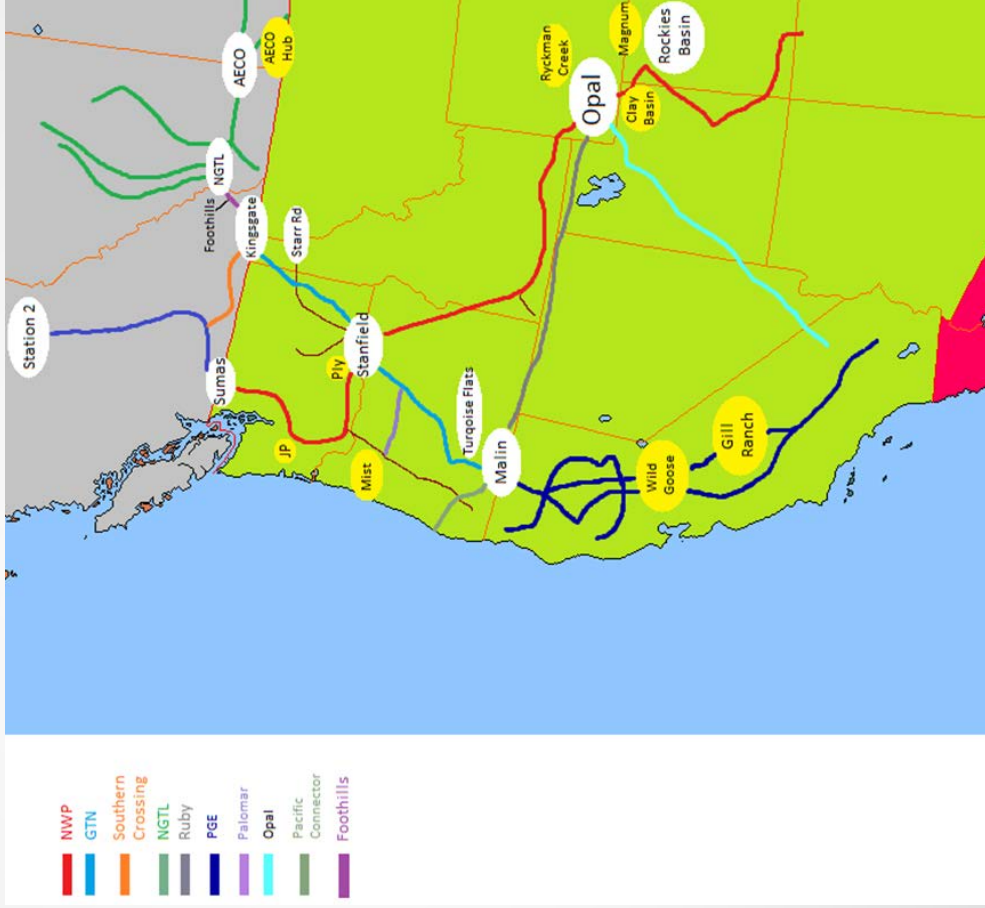 Station 2
AECO
AECO
Hub
NGTL
Foothills
Kingsgate
Sumas
Starr Rd
Ryckman
Creek
Magnum
Rockies
Basin
Opal
Clay
Basin
JP
Ply
Stanfield
Mist
Turqoise Flats
Malin
Wild
Goose
Gill
Ranch
NWP
GTN
Southern
Crossing
NGTL
Ruby
PGE
Palomar
Opal
Pacific
Connector
Foothills